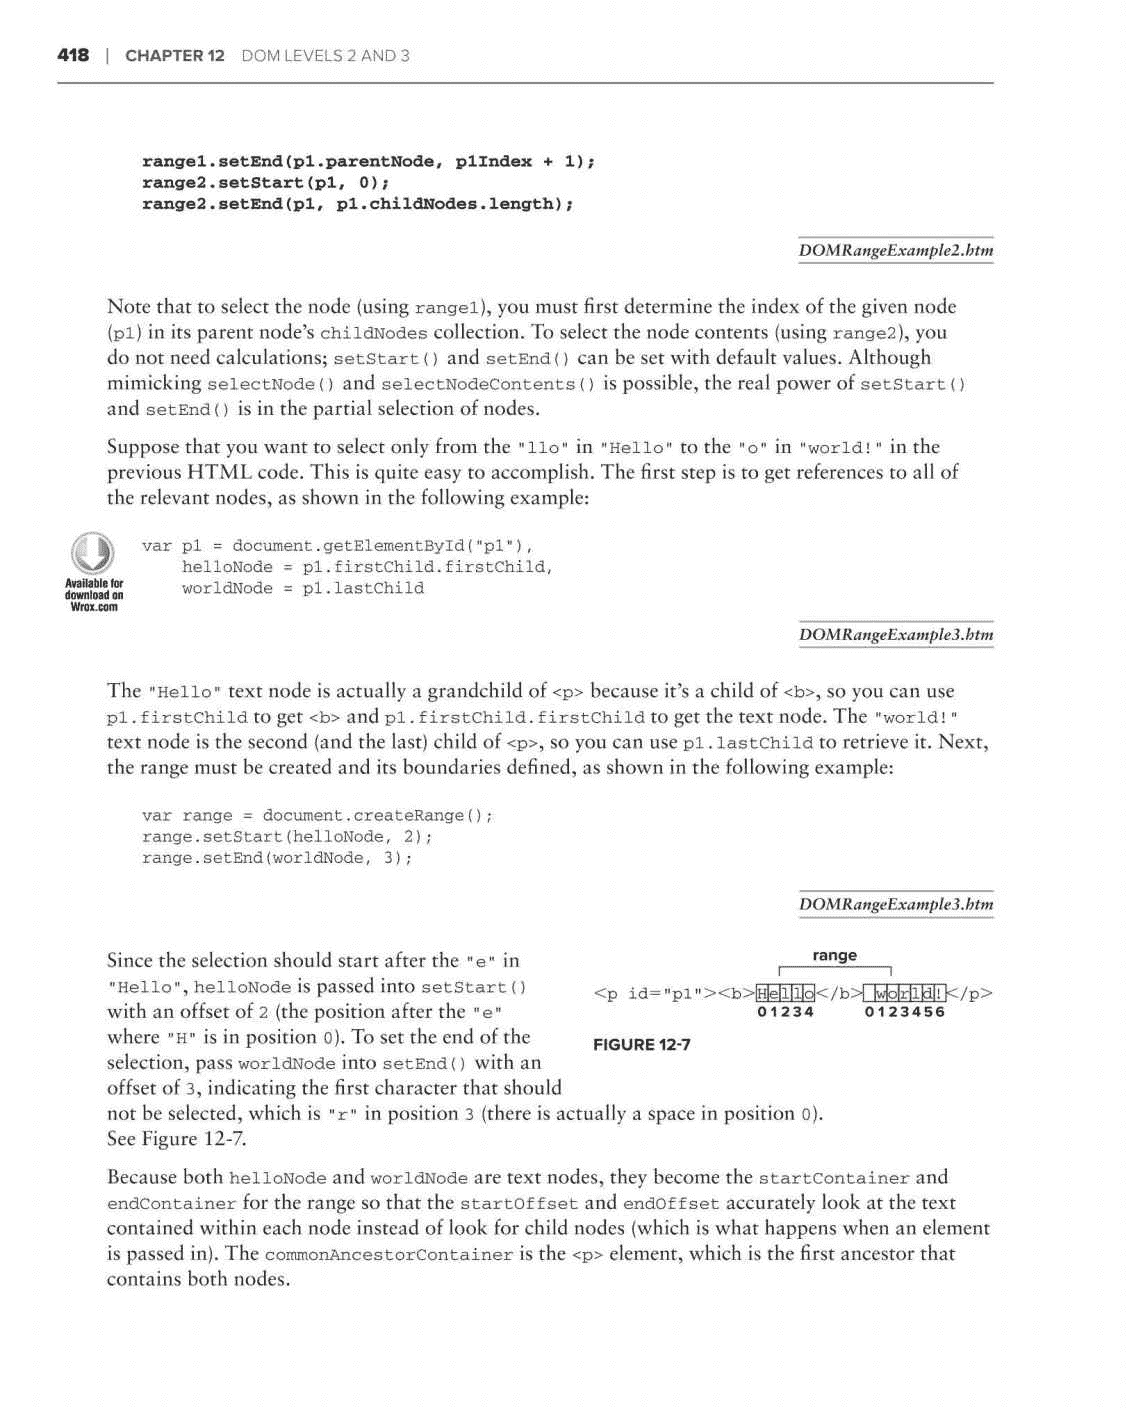 418 | CHAPTER 12 DOM LEVELS 2 AND 3
range1.setEnd(p1.parentNode, p1Index + 1);
range2.setStart(p1, 0);
range2.setEnd(p1, p1.childNodes.length);
DOMRangeExample2.htm
Note that to select the node (using range1), you must first determine the index of the given node
(p1) in its parent node’s childNodes collection. To select the node contents (using range2), you
do not need calculations; setStart() and setEnd() can be set with default values. Although
mimicking selectNode() and selectNodeContents() is possible, the real power of setStart()
and setEnd() is in the partial selection of nodes.
Suppose that you want to select only from the "llo" in "Hello" to the "o" in "world!" in the
previous HTML code. This is quite easy to accomplish. The first step is to get references to all of
the relevant nodes, as shown in the following example:
var p1 = document.getElementById("p1"),
helloNode = p1.firstChild.firstChild,
worldNode = p1.lastChild
Available for
download on
Wrox.com
DOMRangeExample3.htm
The "Hello" text node is actually a grandchild of <p> because it’s a child of <b>, so you can use
p1.firstChild to get <b> and p1.firstChild.firstChild to get the text node. The "world!"
text node is the second (and the last) child of <p>, so you can use p1.lastChild to retrieve it. Next,
the range must be created and its boundaries defined, as shown in the following example:
var range = document.createRange();
range.setStart(helloNode, 2);
range.setEnd(worldNode, 3);
DOMRangeExample3.htm
Since the selection should start after the "e" in
"Hello", helloNode is passed into setStart()
with an offset of 2 (the position after the "e"
where "H" is in position 0). To set the end of the
selection, pass worldNode into setEnd() with an
offset of 3, indicating the first character that should
not be selected, which is "r" in position 3 (there is actually a space in position 0).
See Figure 12-7.
range
<p id="p1"><b>Hello</b> world!</p>
01234 0123456
FIGURE 12-7
Because both helloNode and worldNode are text nodes, they become the startContainer and
endContainer for the range so that the startOffset and endOffset accurately look at the text
contained within each node instead of look for child nodes (which is what happens when an element
is passed in). The commonAncestorContainer is the <p> element, which is the first ancestor that
contains both nodes.